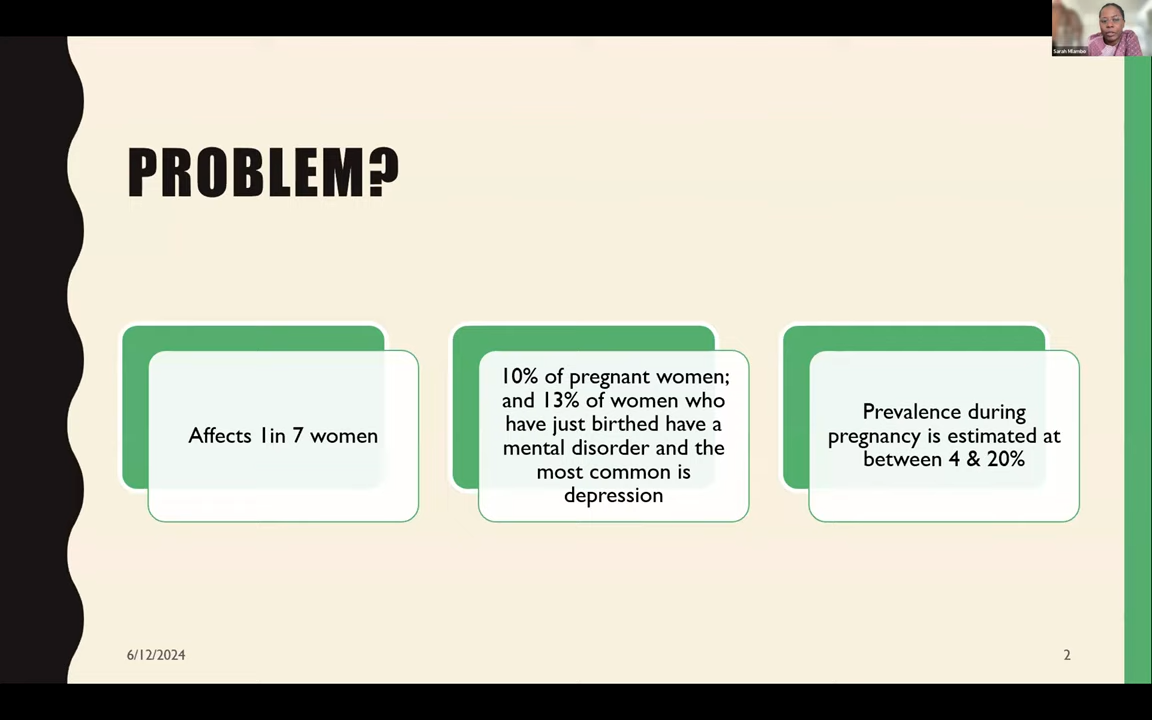 Sarah Mlambo
PROBLEM?
Affects 1in 7 women
10% of pregnant women;
and 13% of women who
have just birthed have a
mental disorder and the
most common is
depression
Prevalence during
pregnancy is estimated at
between 4 & 20%
6/12/2024
2